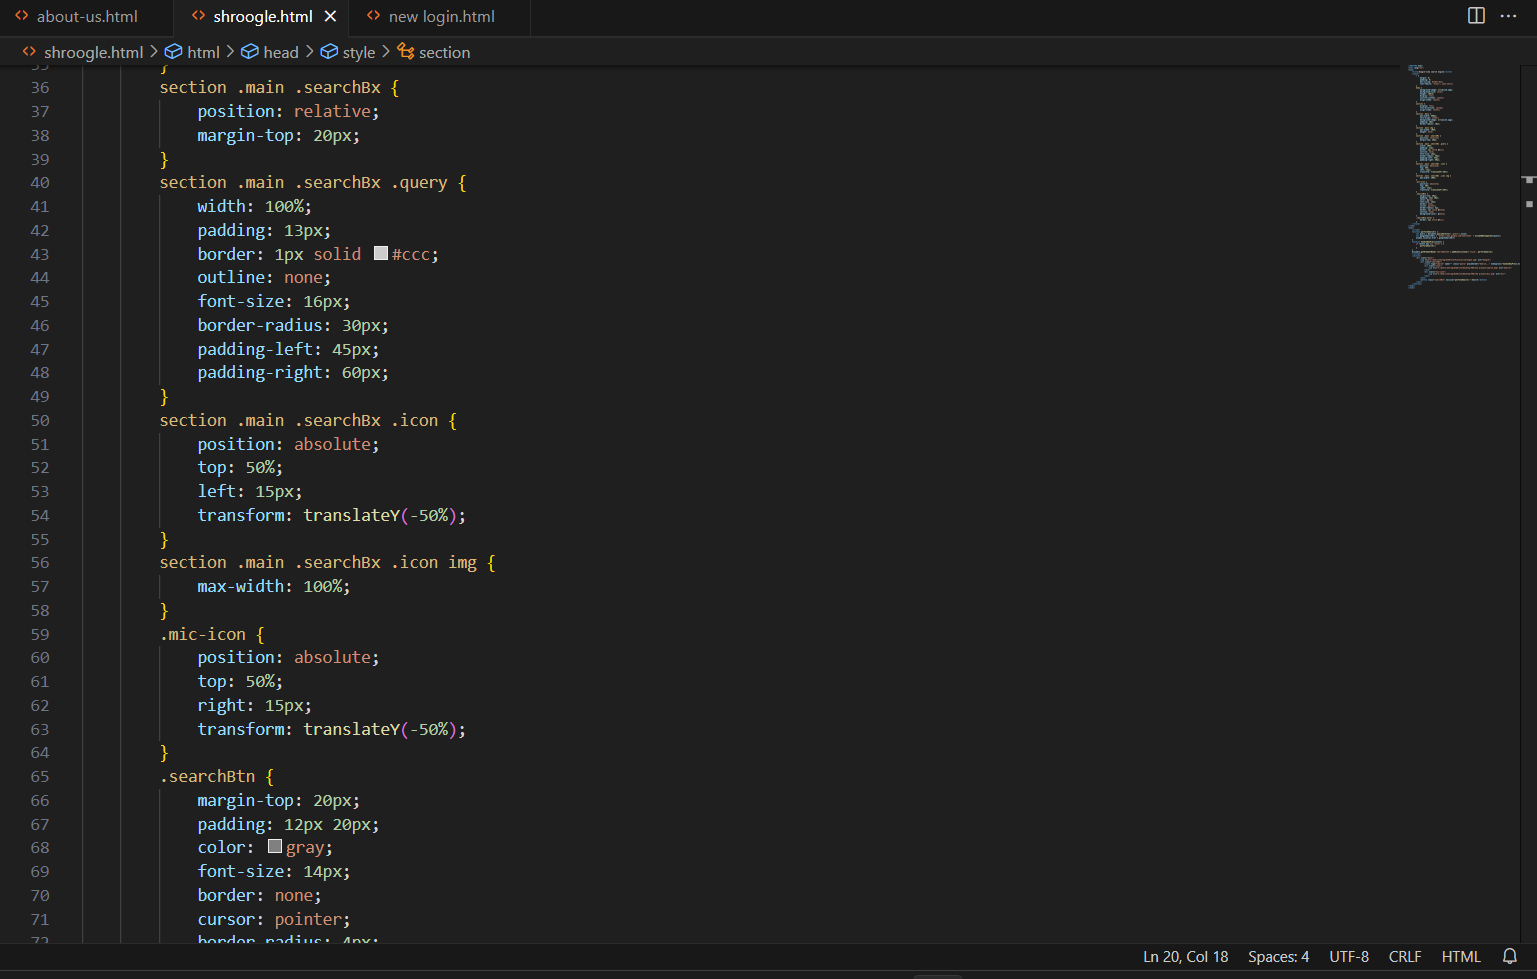 about-us.html shroogle.html new login.html
shroogle.html > html > head > style > section
35 }
36 section .main .searchBx {
37 position: relative;
38 margin-top: 20px;
39 }
40 section .main .searchBx .query {
41 width: 100%;
42 padding: 13px;
43 border: 1px solid #ccc;
44 outline: none;
45 font-size: 16px;
46 border-radius: 30px;
47 padding-left: 45px;
48 padding-right: 60px;
49 }
50 section .main .searchBx .icon {
51 position: absolute;
52 top: 50%;
53 left: 15px;
54 transform: translateY(-50%);
55 }
56 section .main .searchBx .icon img {
57 max-width: 100%;
58 }
59 .mic-icon {
60 position: absolute;
61 top: 50%;
62 right: 15px;
63 transform: translateY(-50%);
64 }
65 .searchBtn {
66 margin-top: 20px;
67 padding: 12px 20px;
68 color: gray;
69 font-size: 14px;
70 border: none;
71 cursor: pointer;
72 border-radius: 4px;
Ln 20, Col 18 Spaces: 4 UTF-8 CRLF HTML